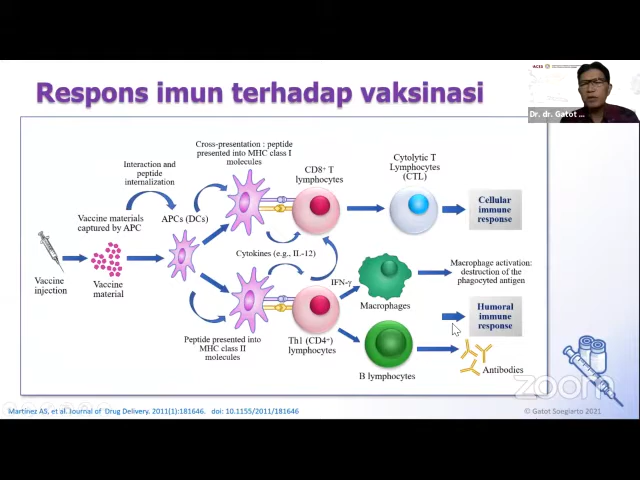 Respons imun terhadap vaksinasi
Dr. dr. Gatot ...
Cross-presentation : peptide
presented into MHC class I
molecules
Interaction and
peptide
internalization
CD8+ T
lymphocytes
Cytolytic T
Lymphocytes
(CTL)
Cellular
immune
response
Vaccine materials
captured by APC
APCs (DCs)
Cytokines (e.g., IL-12)
Macrophage activation:
destruction of the
phagocyted antigen
Vaccine
injection
Vaccine
material
IFN-γ
Macrophages
Humoral
immune
response
Peptide presented into
MHC class II
molecules
Th1 (CD4+)
lymphocytes
B lymphocytes
Antibodies
zoom
Martínez AS, et al. Journal of Drug Delivery. 2011(1):181646. doi: 10.1155/2011/181646
© Gatot Soegiarto 2021